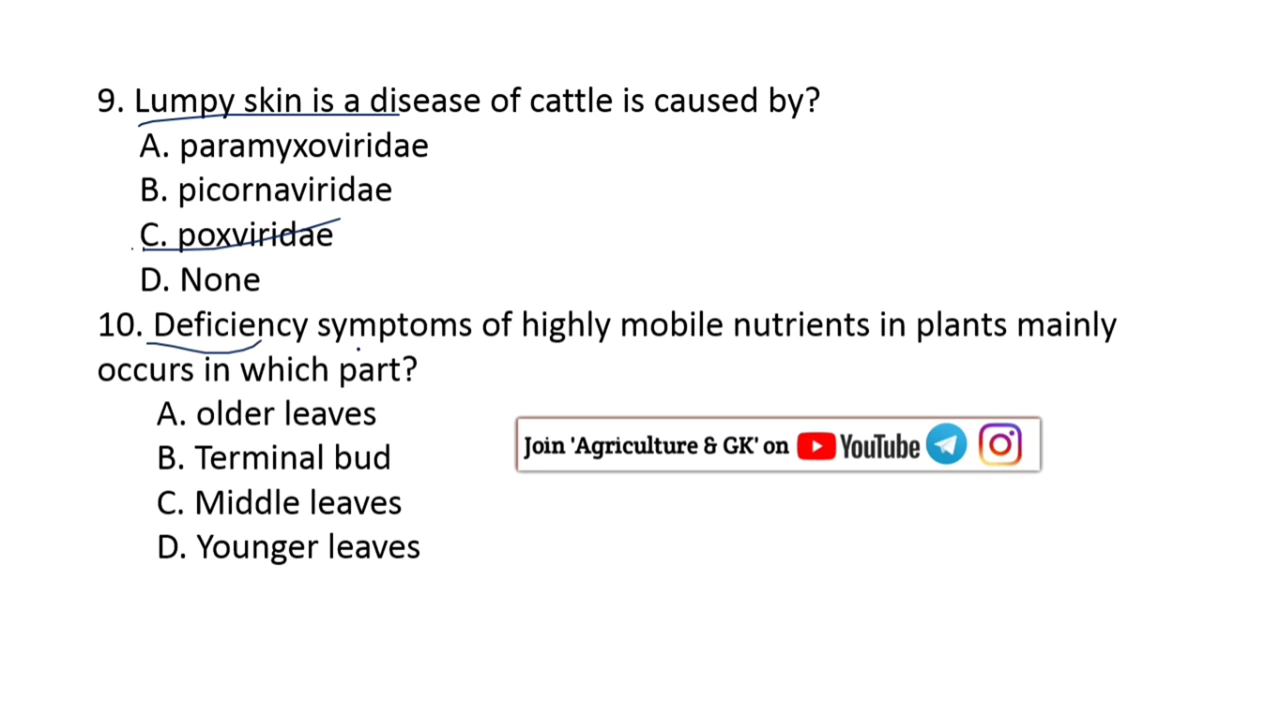 9. Lumpy skin is a disease of cattle is caused by?
A. paramyxoviridae
B. picornaviridae
C. poxviridae
D. None
10. Deficiency symptoms of highly mobile nutrients in plants mainly
occurs in which part?
A. older leaves
B. Terminal bud
C. Middle leaves
D. Younger leaves
Join 'Agriculture & GK' on YouTube